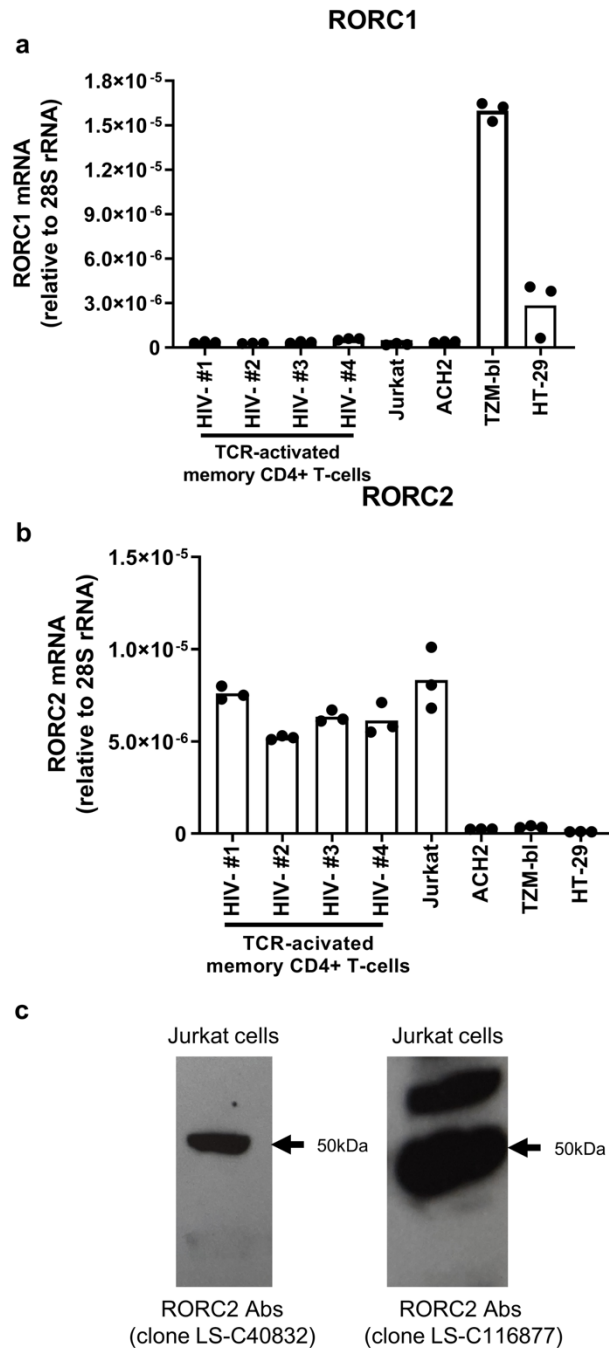 RORC1
a
RORC1 mRNA
(relative to 28S rRNA)
1.8×10⁻⁵
1.5×10⁻⁵
9.0×10⁻⁶
6.0×10⁻⁶
3.0×10⁻⁶
0
HIV- #1
HIV- #2
HIV- #3
HIV- #4
Jurkat
ACH2
TZM-bl
HT-29
TCR-activated
memory CD4+ T-cells
RORC2
b
RORC2 mRNA
(relative to 28S rRNA)
1.5×10⁻⁵
1.0×10⁻⁵
5.0×10⁻⁶
0
HIV- #1
HIV- #2
HIV- #3
HIV- #4
Jurkat
ACH2
TZM-bl
HT-29
TCR-acivated
memory CD4+ T-cells
c
Jurkat cells
50kDa
RORC2 Abs
(clone LS-C40832)
Jurkat cells
50kDa
RORC2 Abs
(clone LS-C116877)